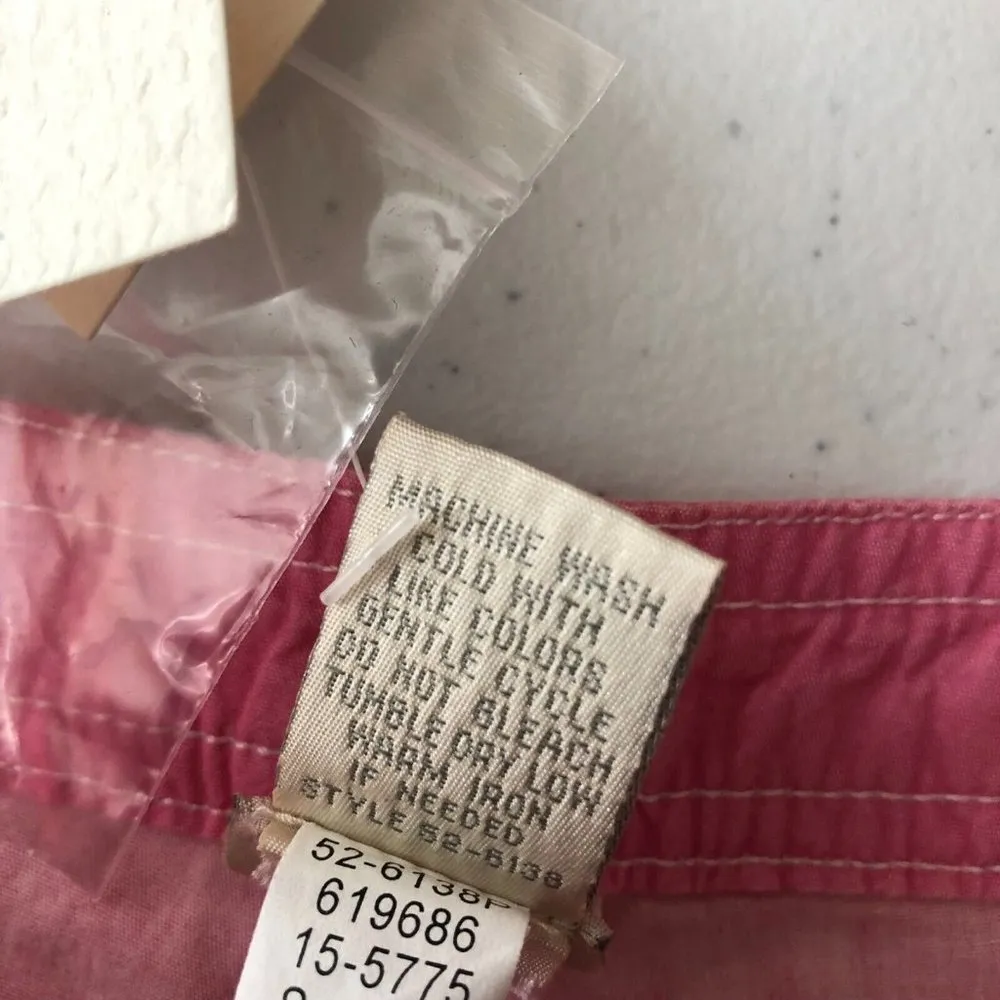 MACHINE WASH
COLD WITH
LIKE COLORS
GENTLE CYCLE
DO NOT BLEACH
TUMBLE DRY LOW
WARM IRON
IF NEEDED
STYLE 52-6138
52-6138P
619686
15-5775